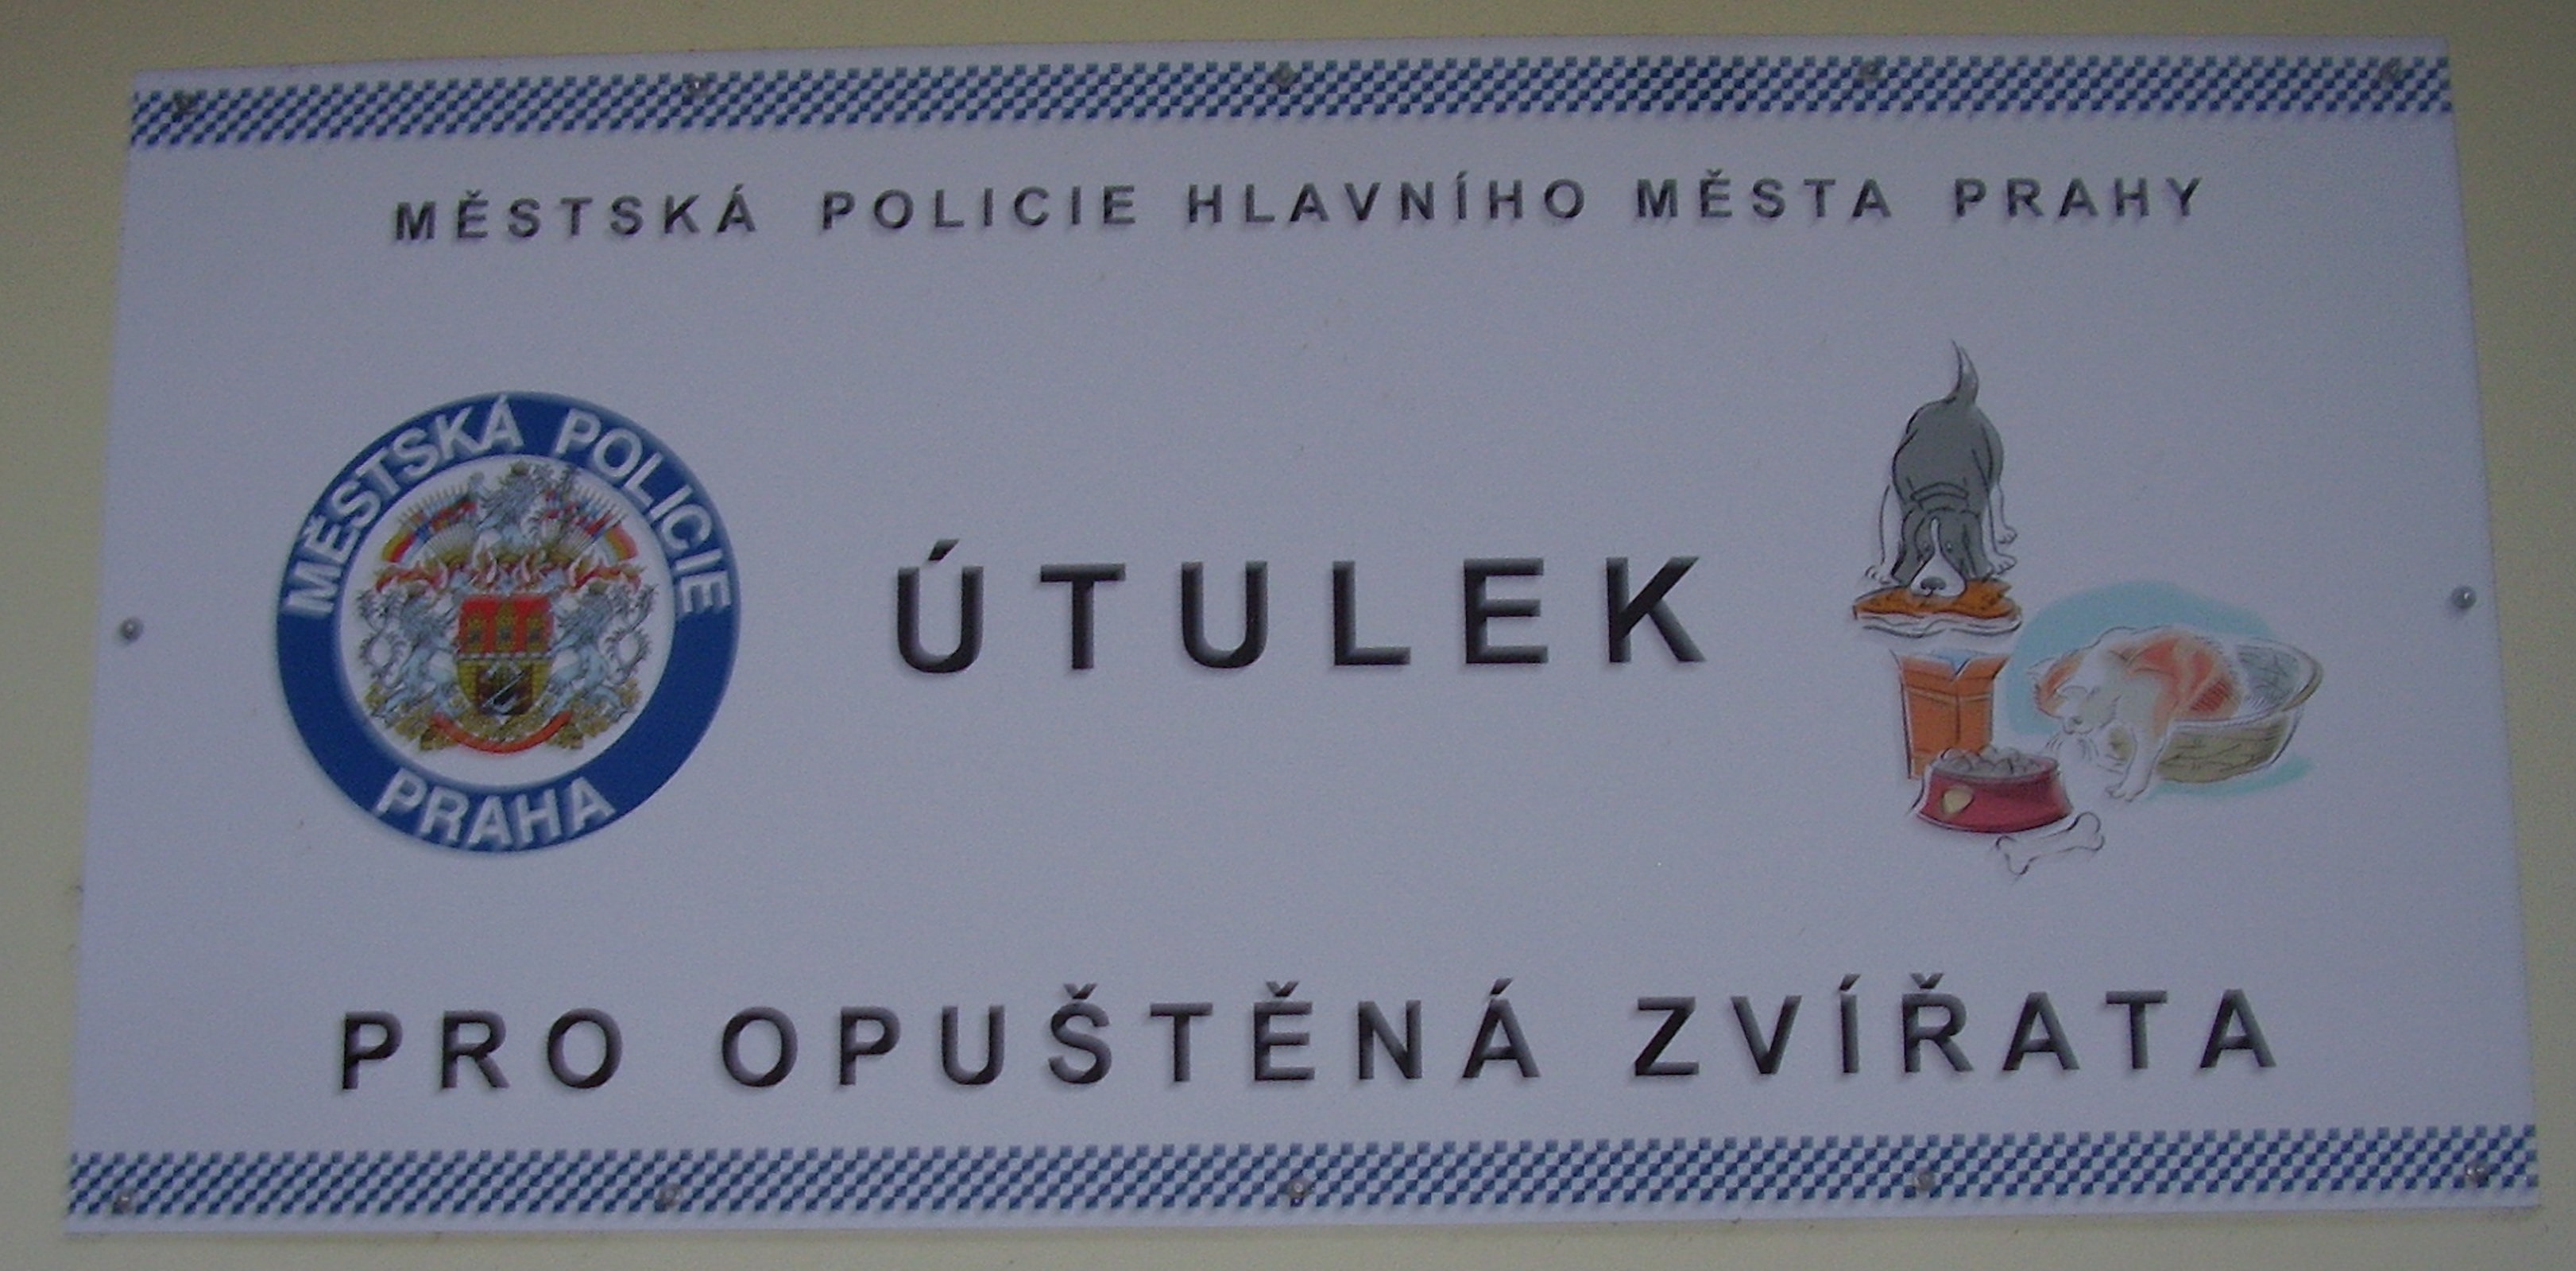 MĚSTSKÁ POLICIE HLAVNÍHO MĚSTA PRAHY
MĚSTSKÁ POLICIE
PRAHA
ÚTULEK
PRO OPUŠTĚNÁ ZVÍŘATA